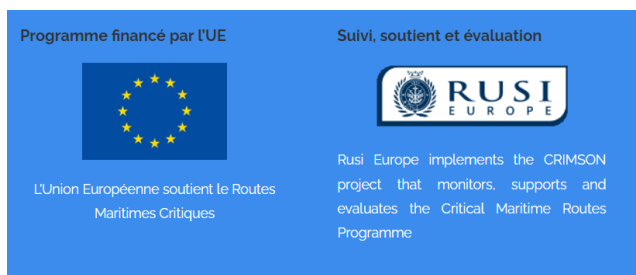 Programme financé par l'UE
L'Union Européenne soutient le Routes
Maritimes Critiques
Suivi, soutient et évaluation
RUSI
EUROPE
Rusi Europe implements the CRIMSON
project that monitors, supports and
evaluates the Critical Maritime Routes
Programme